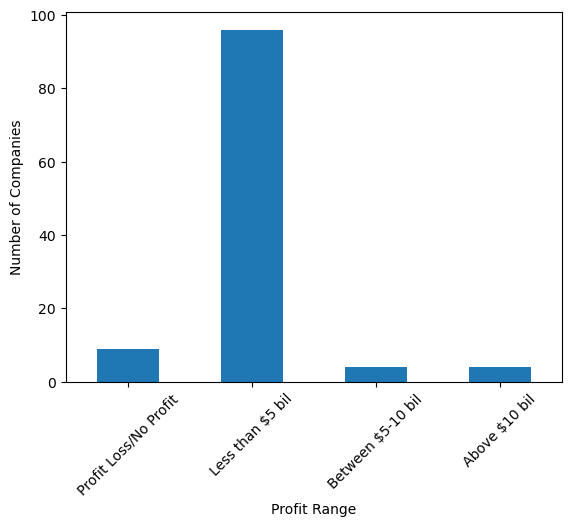 100
80
60
40
20
0
Number of Companies
Profit Loss/No Profit
Less than $5 bil
Between $5-10 bil
Above $10 bil
Profit Range